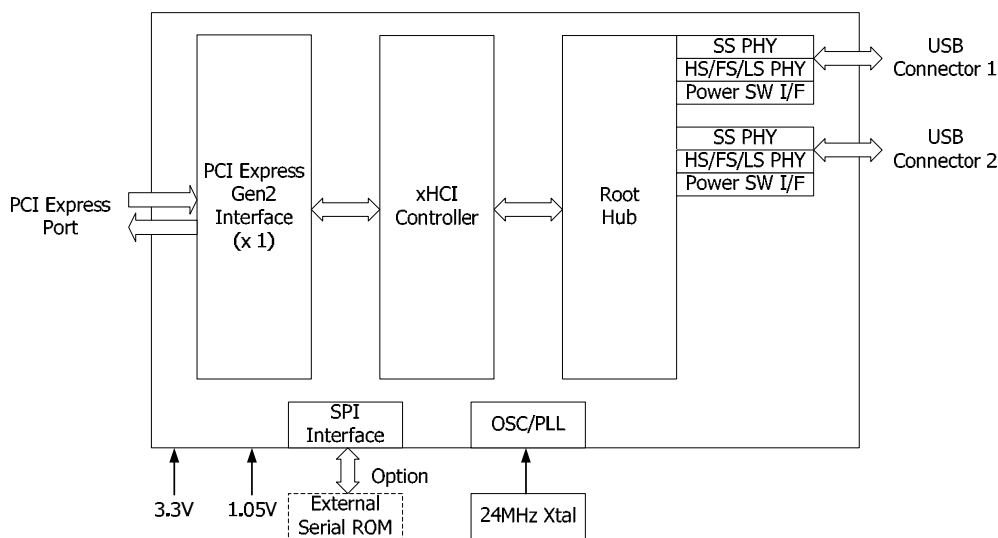 SS PHY
HS/FS/LS PHY
Power SW I/F
USB
Connector 1
SS PHY
HS/FS/LS PHY
Power SW I/F
USB
Connector 2
PCI Express
Port
PCI Express
Gen2
Interface
(x 1)
xHCI
Controller
Root
Hub
SPI
Interface
OSC/PLL
Option
3.3V
1.05V
External
Serial ROM
24MHz Xtal